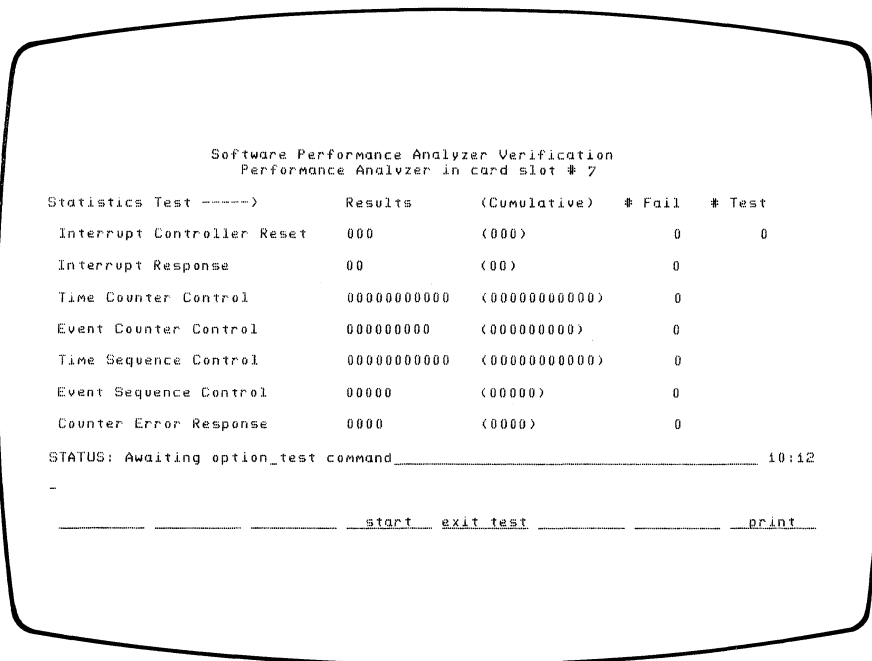 Software Performance Analyzer Verification
Performance Analyzer in card slot # 7
Statistics Test -----> Results (Cumulative) # Fail # Test
Interrupt Controller Reset 000 (000) 0 0
Interrupt Response 00 (00) 0
Time Counter Control 00000000000 (00000000000) 0
Event Counter Control 000000000 (000000000) 0
Time Sequence Control 00000000000 (00000000000) 0
Event Sequence Control 00000 (00000) 0
Counter Error Response 0000 (0000) 0
STATUS: Awaiting option_test command 10:12
start exit test print